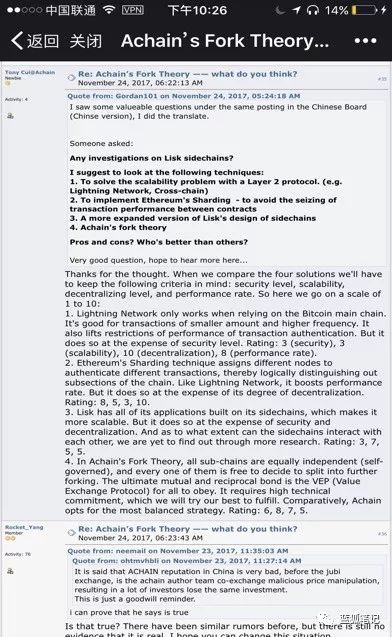 中国联通 VPN 下午10:26 14%
返回 关闭 Achain's Fork Theory... •••
Tony Cui@Achain
Newbie
Activity: 4
Re: Achain's Fork Theory —— what do you think?
November 24, 2017, 06:22:13 AM
#35
Quote from: Gordan101 on November 24, 2017, 05:24:18 AM
I saw some valueable questions under the same posting in the Chinese Board
(Chinse version), I did the translate.
Someone asked:
Any investigations on Lisk sidechains?
I suggest to look at the following techniques:
1. To solve the scalability problem with a Layer 2 protocol. (e.g.
Lightning Network, Cross-chain)
2. To implement Ethereum's Sharding - to avoid the seizing of
transaction performance between contracts
3. A more expanded version of Lisk's design of sidechains
4. Achain's fork theory
Pros and cons? Who's better than others?
Very good question, hope to hear more here...
Thanks for the thought. When we compare the four solutions we'll have
to keep the following criteria in mind: security level, scalability,
decentralizing level, and performance rate. So here we go on a scale of
1 to 10:
1. Lightning Network only works when relying on the Bitcoin main chain.
It's good for transactions of smaller amount and higher frequency. It
also lifts restrictions of performance of transaction authentication. But it
does so at the expense of security level. Rating: 3 (security), 3
(scalability), 10 (decentralization), 8 (performance rate).
2. Ethereum's Sharding technique assigns different nodes to
authenticate different transactions, thereby logically distinguishing out
subsections of the chain. Like Lightning Network, it boosts performance
rate. But it does so at the expense of its degree of decentralization.
Rating: 8, 5, 3, 10.
3. Lisk has all of its applications built on its sidechains, which makes it
more scalable. But it does so at the expense of security and
decentralization. And as to what extent can the sidechains interact with
each other, we are yet to find out through more research. Rating: 3, 7,
5, 5.
4. In Achain's Fork Theory, all sub-chains are equally independent (self-
governed), and every one of them is free to decide to split into further
forking. The ultimate mutual and reciprocal bond is the VEP (Value
Exchange Protocol) for all to obey. It requires high technical
commitment, which we will try our best to fulfill. Comparatively, Achain
opts for the most balanced strategy. Rating: 6, 8, 7, 5.
Rocket_Yang
Member
Activity: 76
Re: Achain's Fork Theory —— what do you think?
November 24, 2017, 06:23:43 AM
#36
Quote from: neemail on November 23, 2017, 11:35:03 AM
Quote from: ohtmvhbli on November 23, 2017, 11:27:14 AM
It is said that ACHAIN reputation in China is very bad, before the jubi
exchange, is the achain author team co-exchange malicious price manipulation,
resulting in a lot of investors lose the same investment.
This is just a goodwill reminder.
i can prove that he says is true
Is that true? There have been similar rumors before, but there is still no
evidence that it is real. I hope you can change this situation.
蓝狐笔记